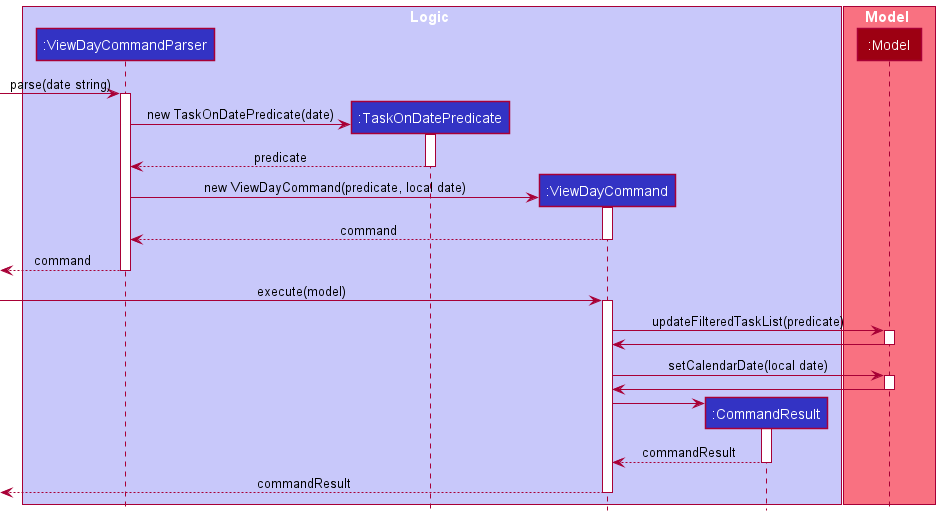 Logic
Model
:ViewDayCommandParser
:Model
parse(date string)
new TaskOnDatePredicate(date)
:TaskOnDatePredicate
predicate
new ViewDayCommand(predicate, local date)
:ViewDayCommand
command
command
execute(model)
updateFilteredTaskList(predicate)
setCalendarDate(local date)
:CommandResult
commandResult
commandResult